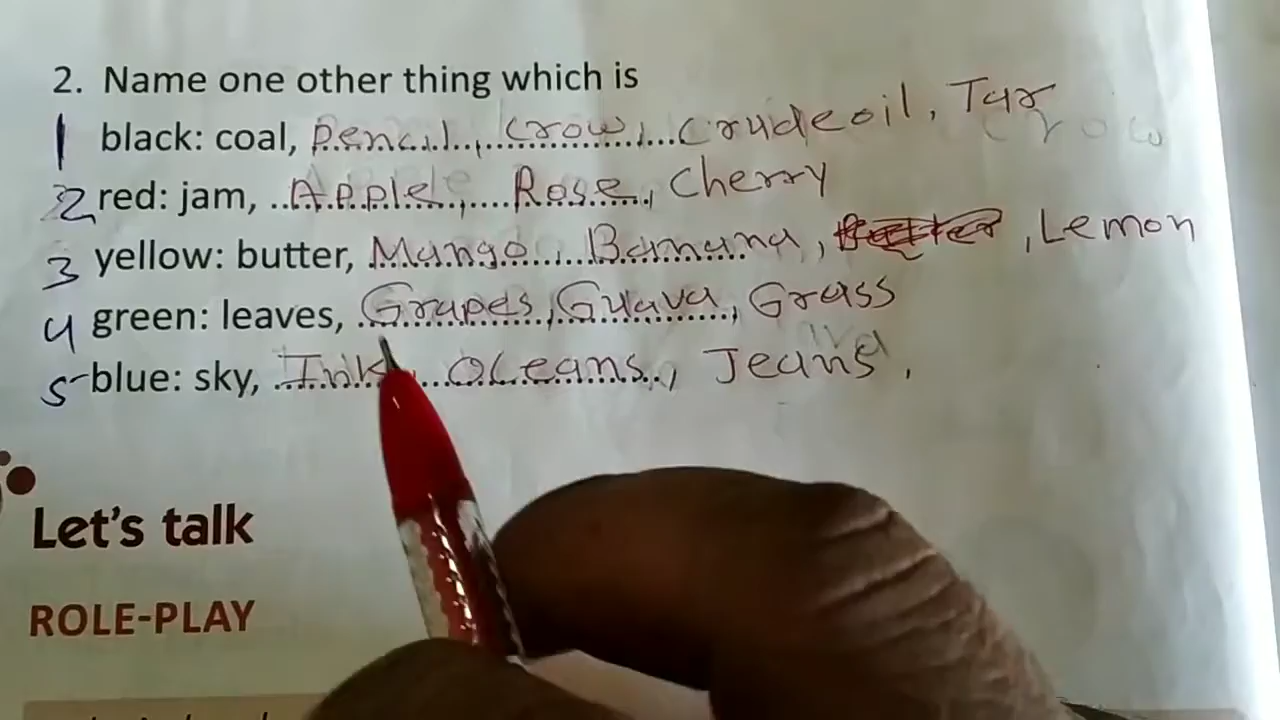 2. Name one other thing which is
1 black: coal, Pencil, Crow, Crude oil, Tar
2 red: jam, Apple, Rose, Cherry
3 yellow: butter, Mango, Banana, , Lemon
4 green: leaves, Grapes, Guava, Grass
5 blue: sky, Ink, Oceans, Jeans,
Let's talk
ROLE-PLAY